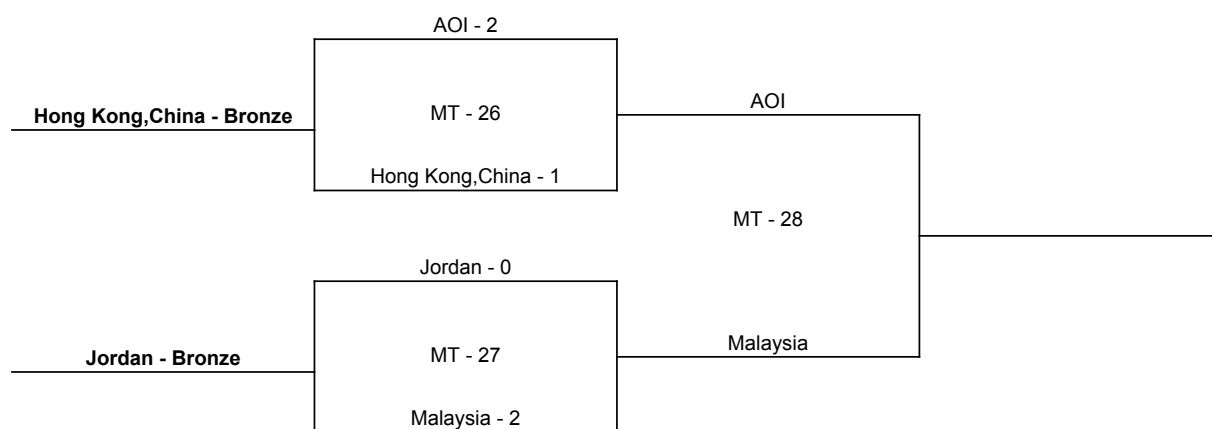 AOI - 2
Hong Kong,China - Bronze
MT - 26
AOI
Hong Kong,China - 1
MT - 28
Jordan - 0
Jordan - Bronze
MT - 27
Malaysia
Malaysia - 2